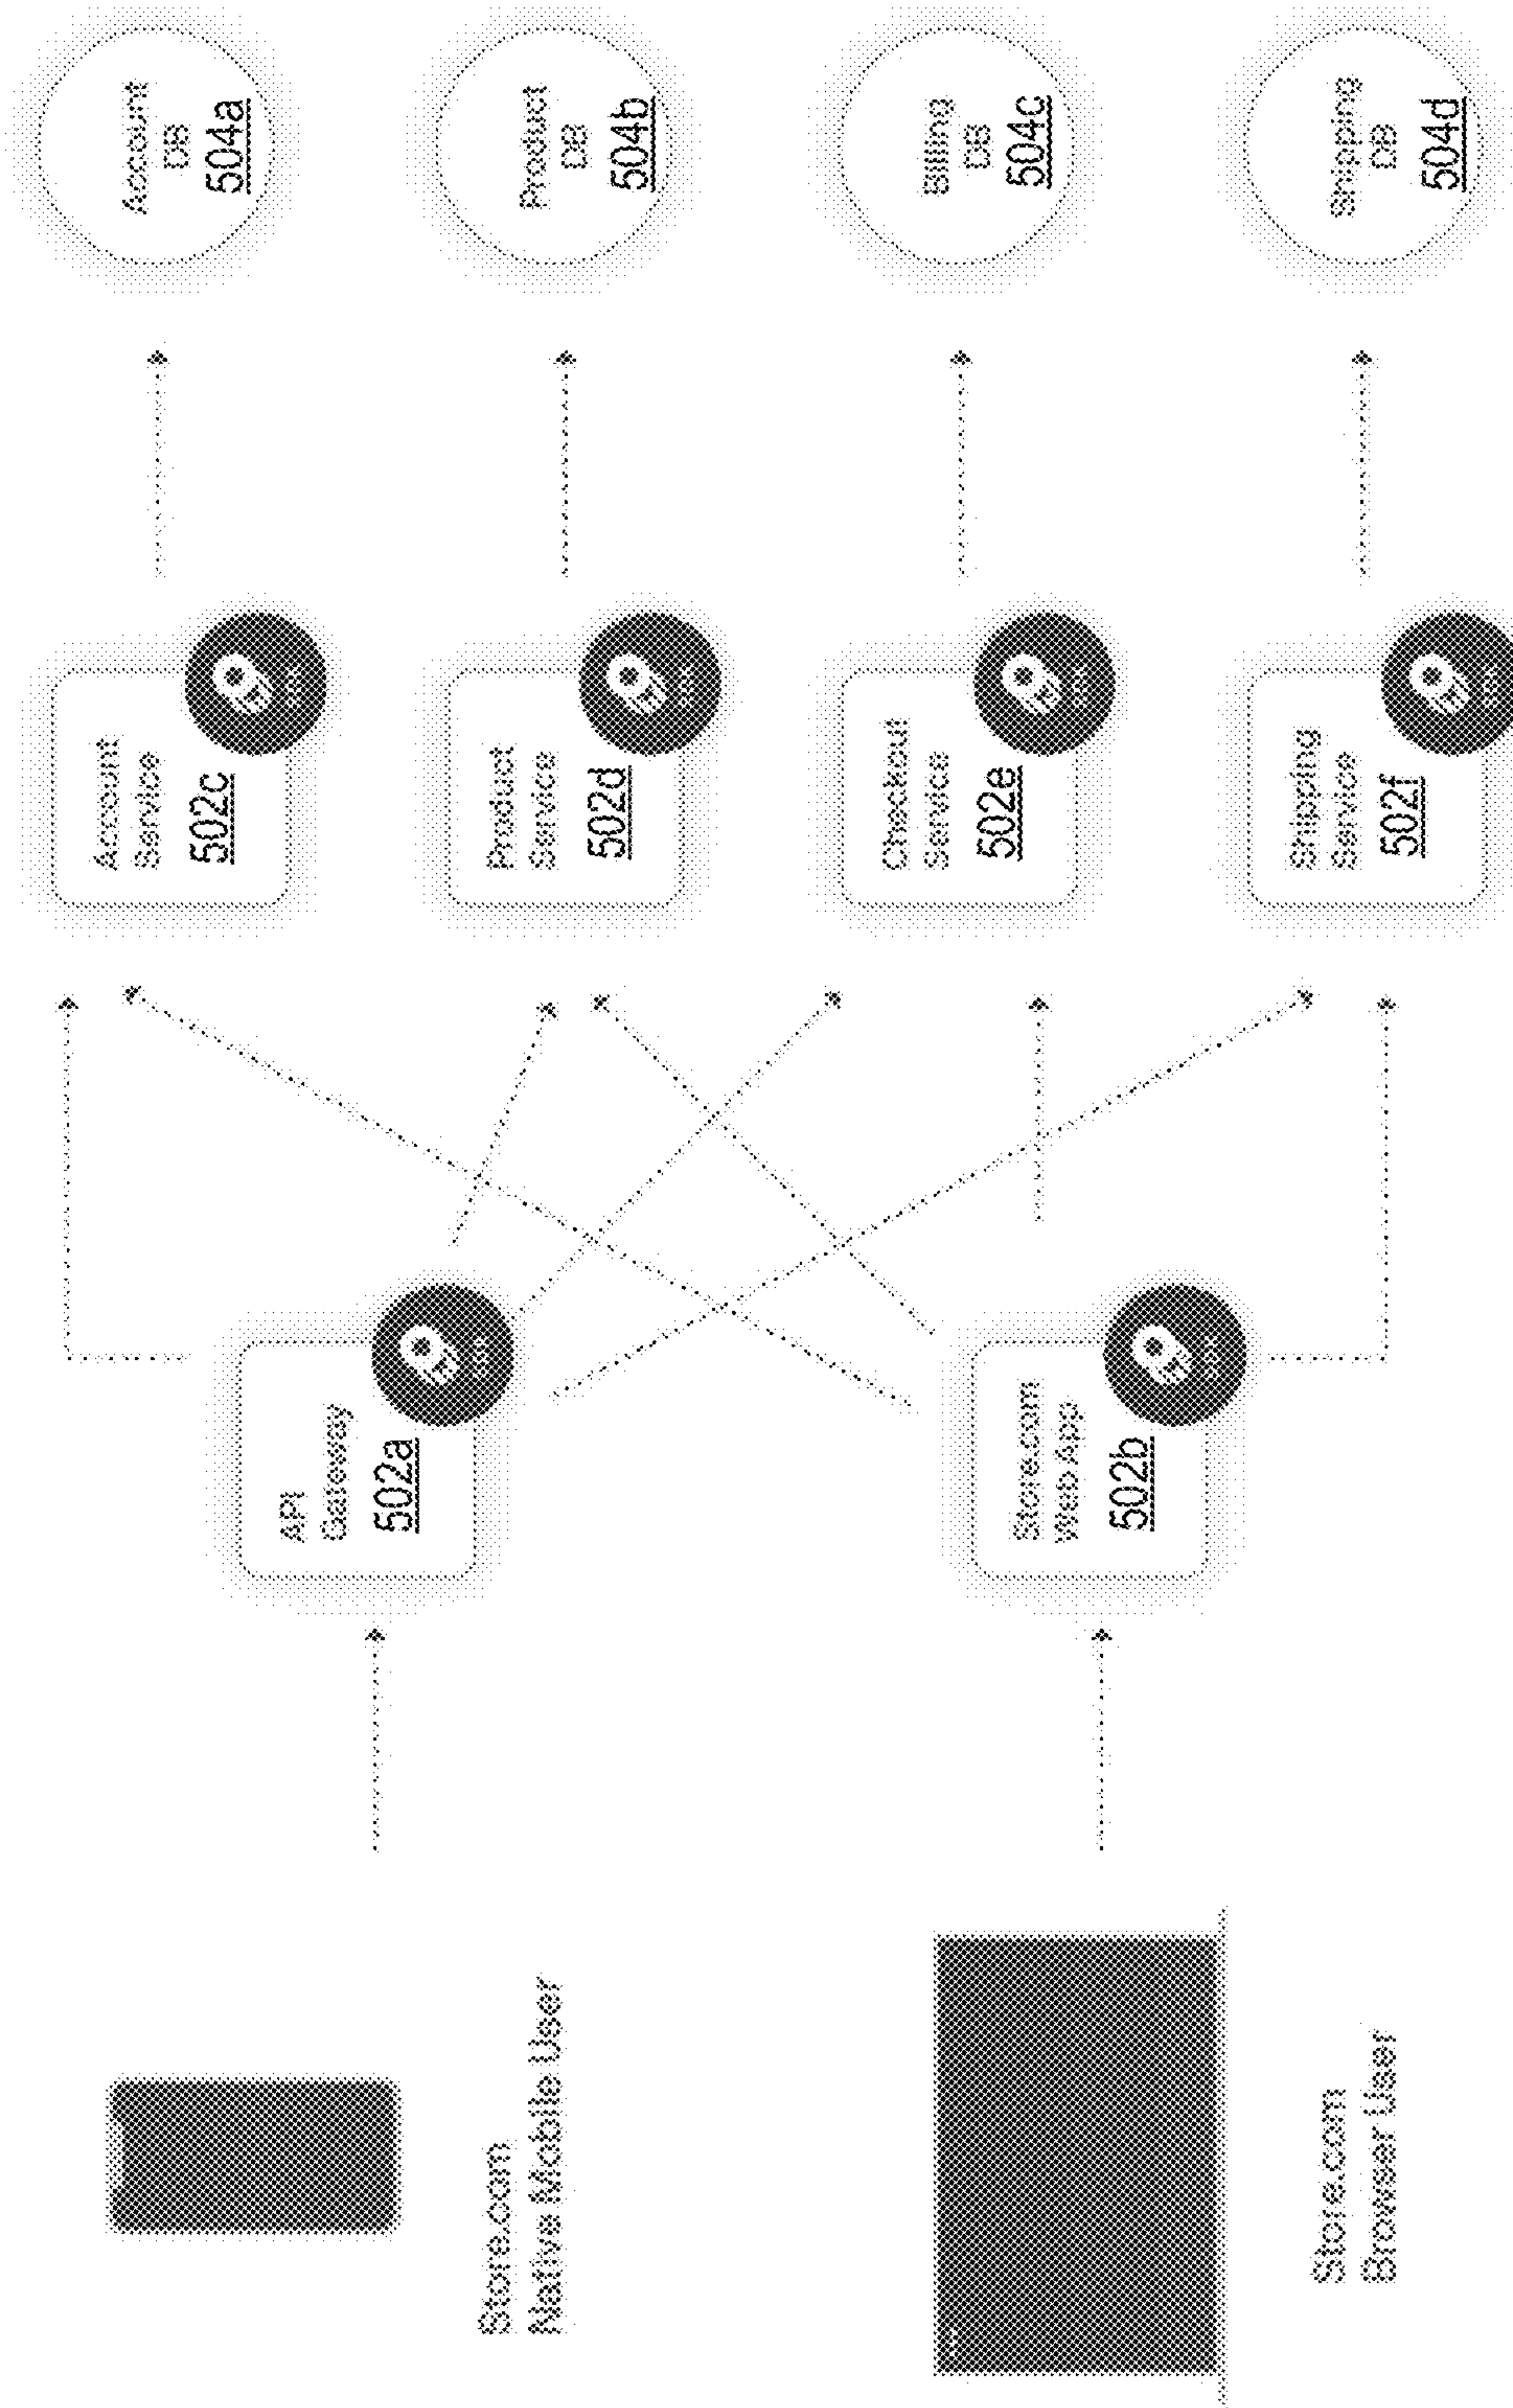 Store.com
Native Mobile User
Store.com
Browser User
API
Gateway
502a
Store.com
Web App
502b
Account
Service
502c
Product
Service
502d
Checkout
Service
502e
Shipping
Service
502f
Account
DB
504a
Product
DB
504b
Billing
DB
504c
Shipping
DB
504d